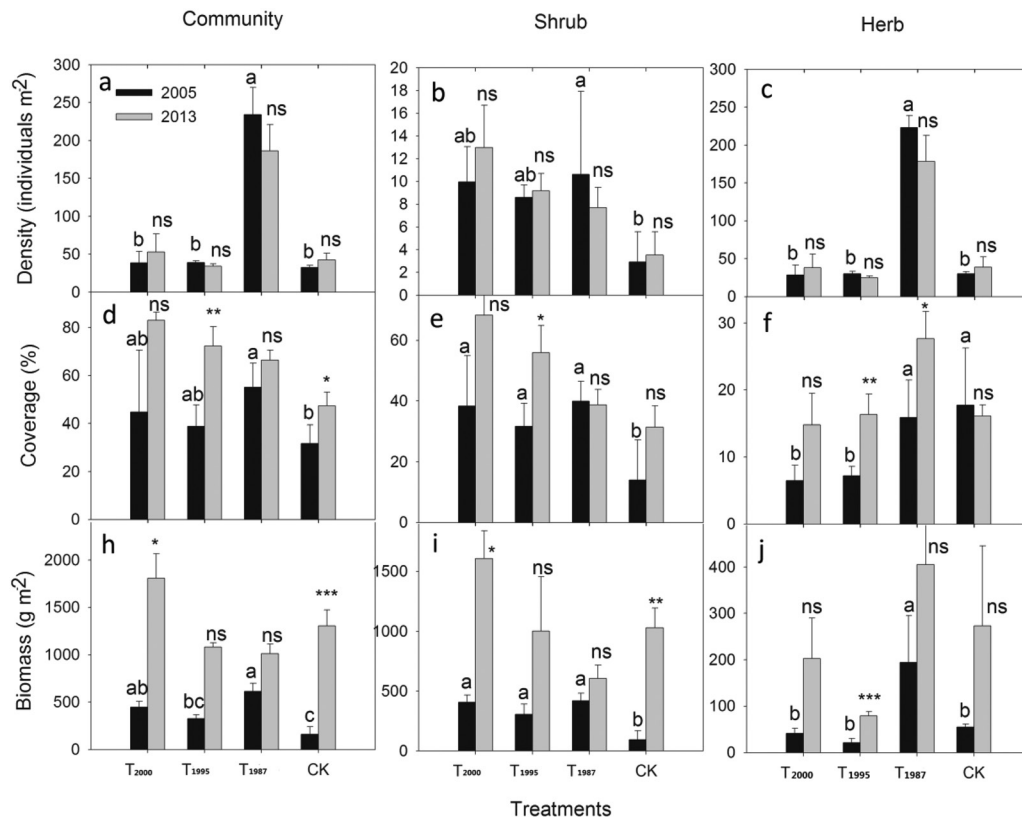 Community
Shrub
Herb
a
2005
2013
300
250
200
150
100
50
0
Density (individuals m²)
b
ns
b
ns
a
ns
b
ns
b
20
18
16
14
12
10
8
6
4
2
0
ab
ns
ab
ns
a
ns
b
ns
c
300
250
200
150
100
50
0
b
ns
b
ns
a
ns
b
ns
d
80
60
40
20
0
Coverage (%)
ab
ns
ab
**
a
ns
b
*
e
60
40
20
0
a
ns
a
*
a
ns
b
ns
f
30
20
10
0
b
ns
b
**
a
*
a
ns
h
2000
1500
1000
500
0
Biomass (g m²)
ab
*
bc
ns
a
ns
c
***
i
1500
1000
500
0
a
*
a
ns
a
ns
b
**
j
400
300
200
100
0
b
ns
b
***
a
ns
b
ns
T2000 T1995 T1987 CK
T2000 T1995 T1987 CK
T2000 T1995 T1987 CK
Treatments